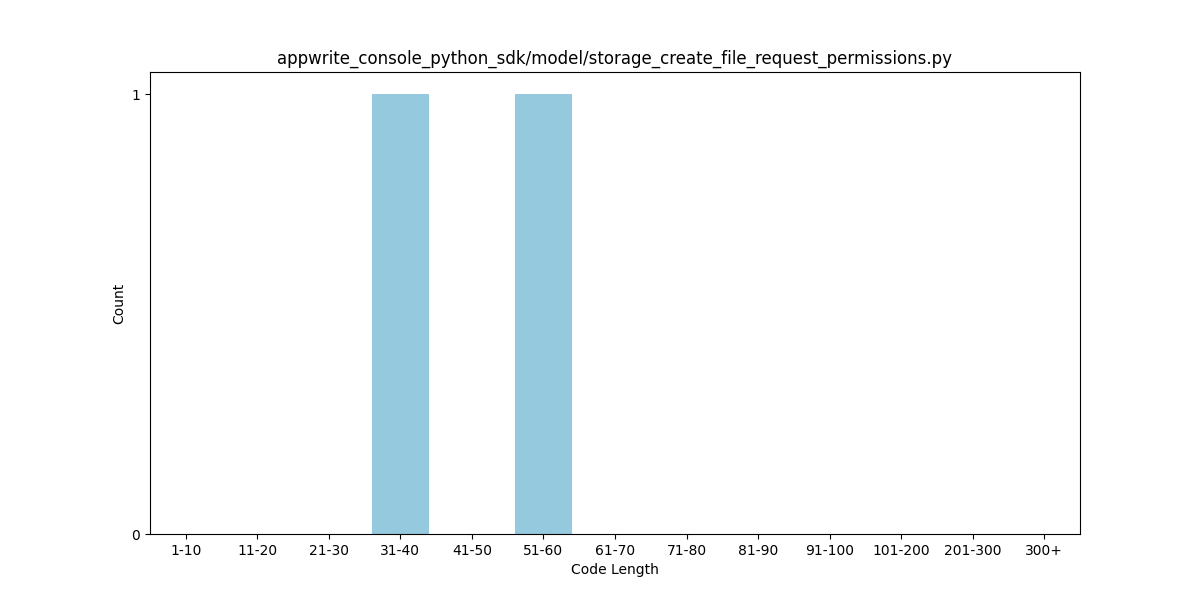 appwrite_console_python_sdk/model/storage_create_file_request_permissions.py
1
Count
0
1-10 11-20 21-30 31-40 41-50 51-60 61-70 71-80 81-90 91-100 101-200 201-300 300+
Code Length